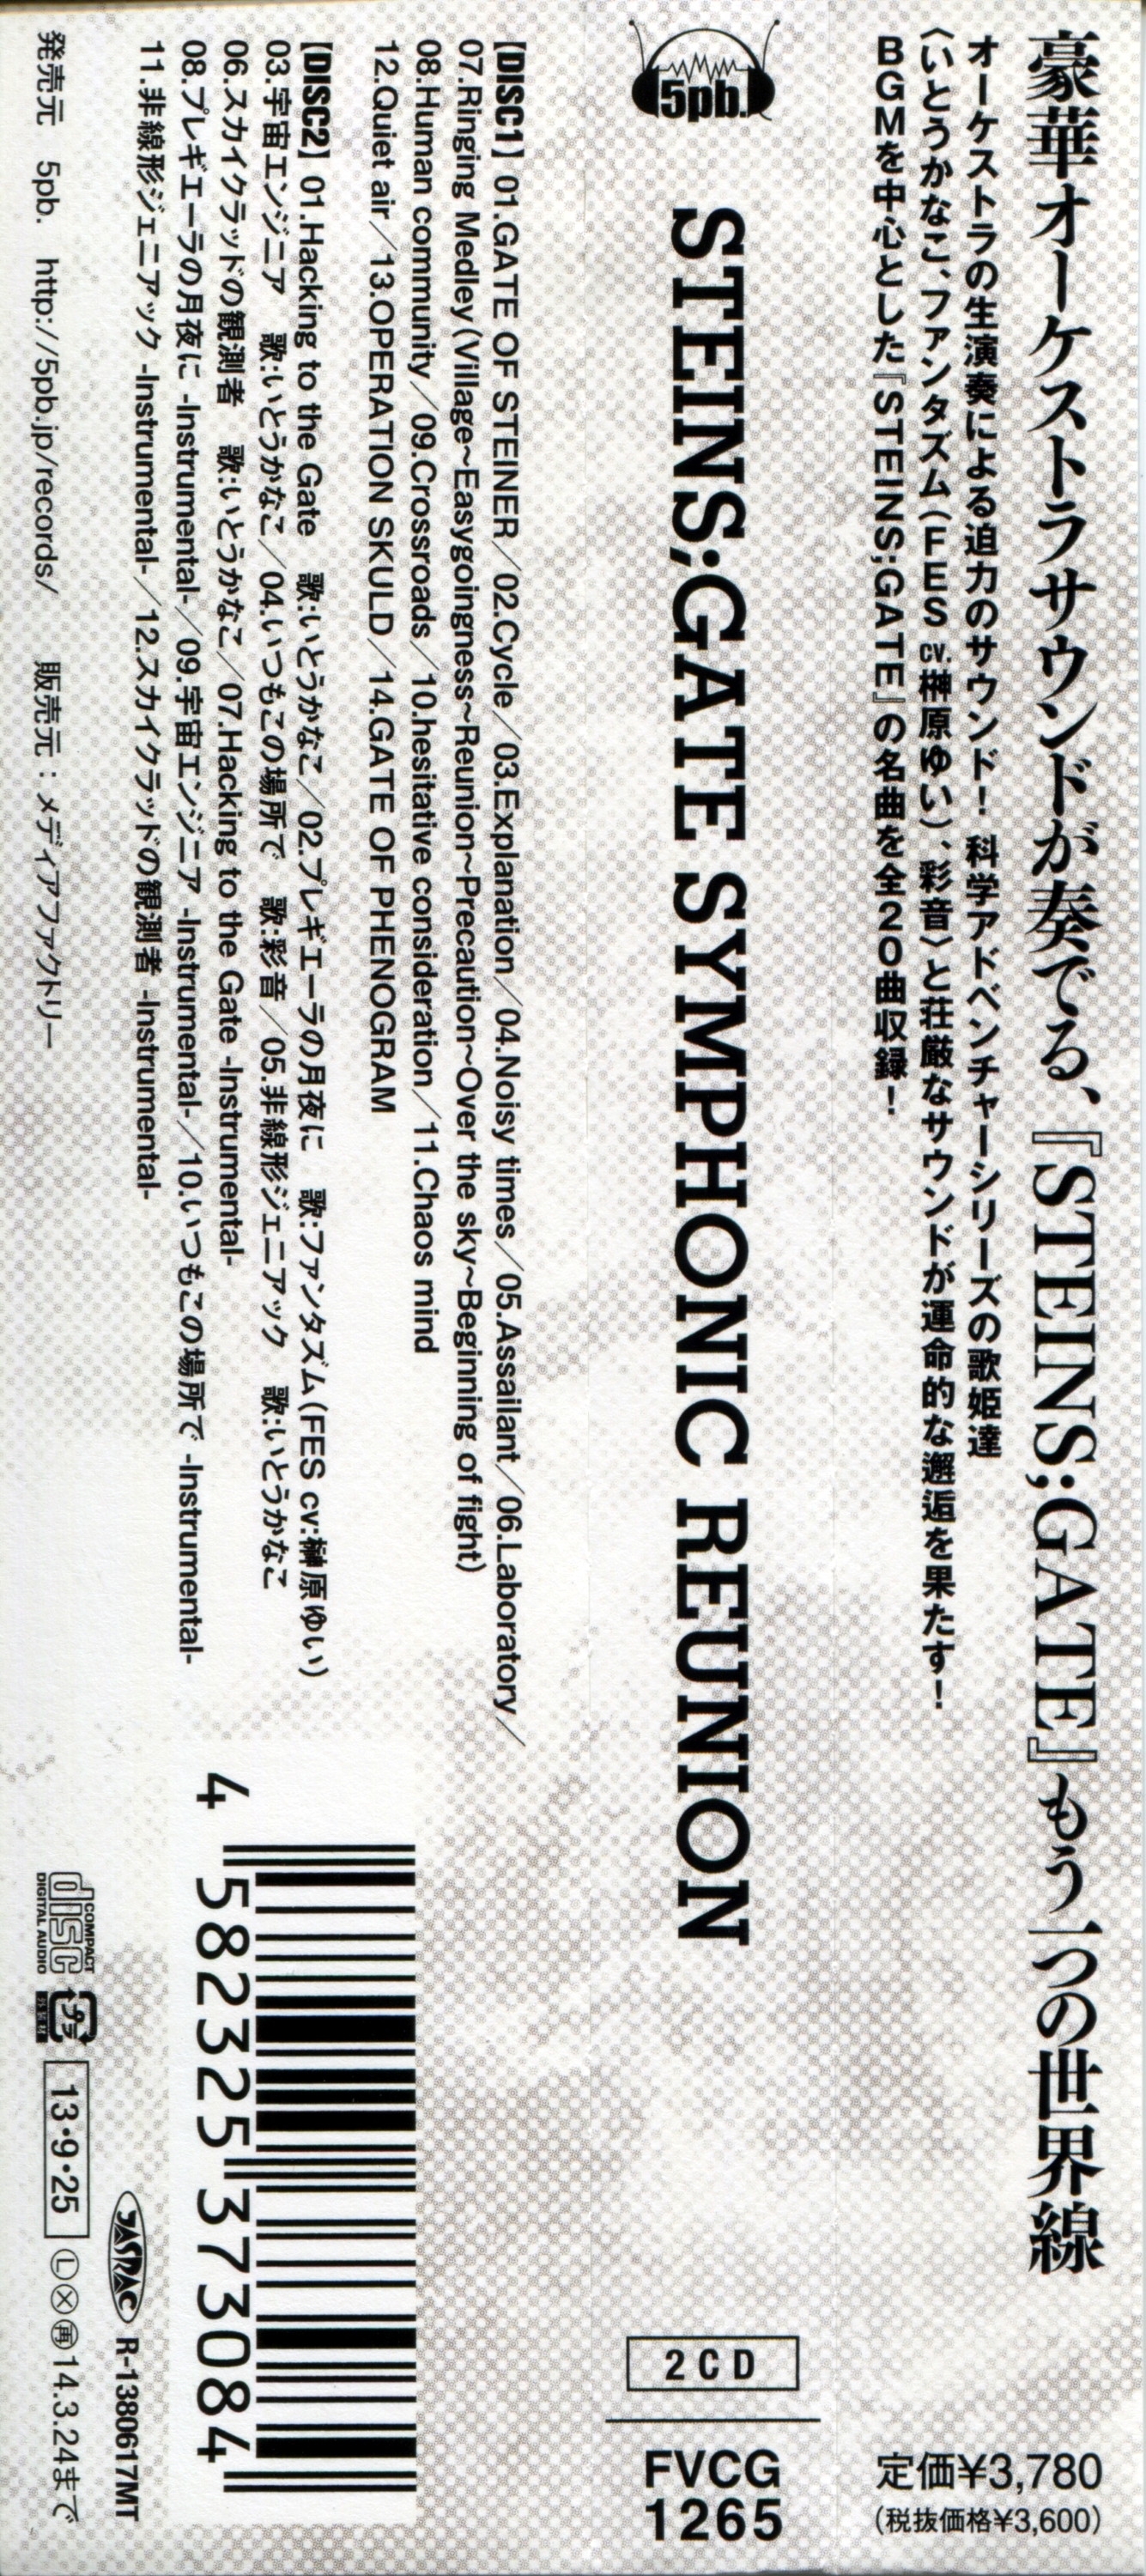 豪華オーケストラサウンドが奏でる、『STEINS;GATE』もう一つの世界線
オーケストラの生演奏による迫力のサウンド！ 科学アドベンチャーシリーズの歌姫達
〈いとうかなこ、ファンタズム（FES cv.榊原ゆい）、彩音〉と荘厳なサウンドが運命的な邂逅を果たす！
BGMを中心とした『STEINS;GATE』の名曲を全20曲収録！
定価¥3,780
（税抜価格¥3,600）
5pb.
STEINS;GATE SYMPHONIC REUNION
2CD
FVCG
1265
【DISC1】 01.GATE OF STEINER／02.Cycle／03.Explanation／04.Noisy times／05.Assailant／06.Laboratory／
07.Ringing Medley（Village~Easygoingness~Reunion~Precaution~Over the sky~Beginning of fight）
08.Human community／09.Crossroads／10.hesitative consideration／11.Chaos mind
12.Quiet air／13.OPERATION SKULD／14.GATE OF PHENOGRAM
【DISC2】 01.Hacking to the Gate　歌:いとうかなこ／02.プレギエーラの月夜に　歌:ファンタズム（FES cv:榊原ゆい）
03.宇宙エンジニア　歌:いとうかなこ／04.いつもこの場所で　歌:彩音／05.非線形ジェニアック　歌:いとうかなこ
06.スカイクラッドの観測者　歌:いとうかなこ／07.Hacking to the Gate -Instrumental-
08.プレギエーラの月夜に -Instrumental-／09.宇宙エンジニア -Instrumental-／10.いつもこの場所で -Instrumental-
11.非線形ジェニアック -Instrumental-／12.スカイクラッドの観測者 -Instrumental-
4 582325 373084
JASRAC R-1380617MT
発売元　5pb.　http://5pb.jp/records/　販売元：メディアファクトリー
COMPACT disc DIGITAL AUDIO
プラ
13・9・25 Ⓛ Ⓧ ㊢14.3.24まで